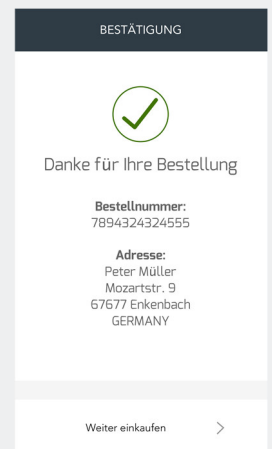 BESTÄTIGUNG
Danke für Ihre Bestellung
Bestellnummer:
7894324324555
Adresse:
Peter Müller
Mozartstr. 9
67677 Enkenbach
GERMANY
Weiter einkaufen